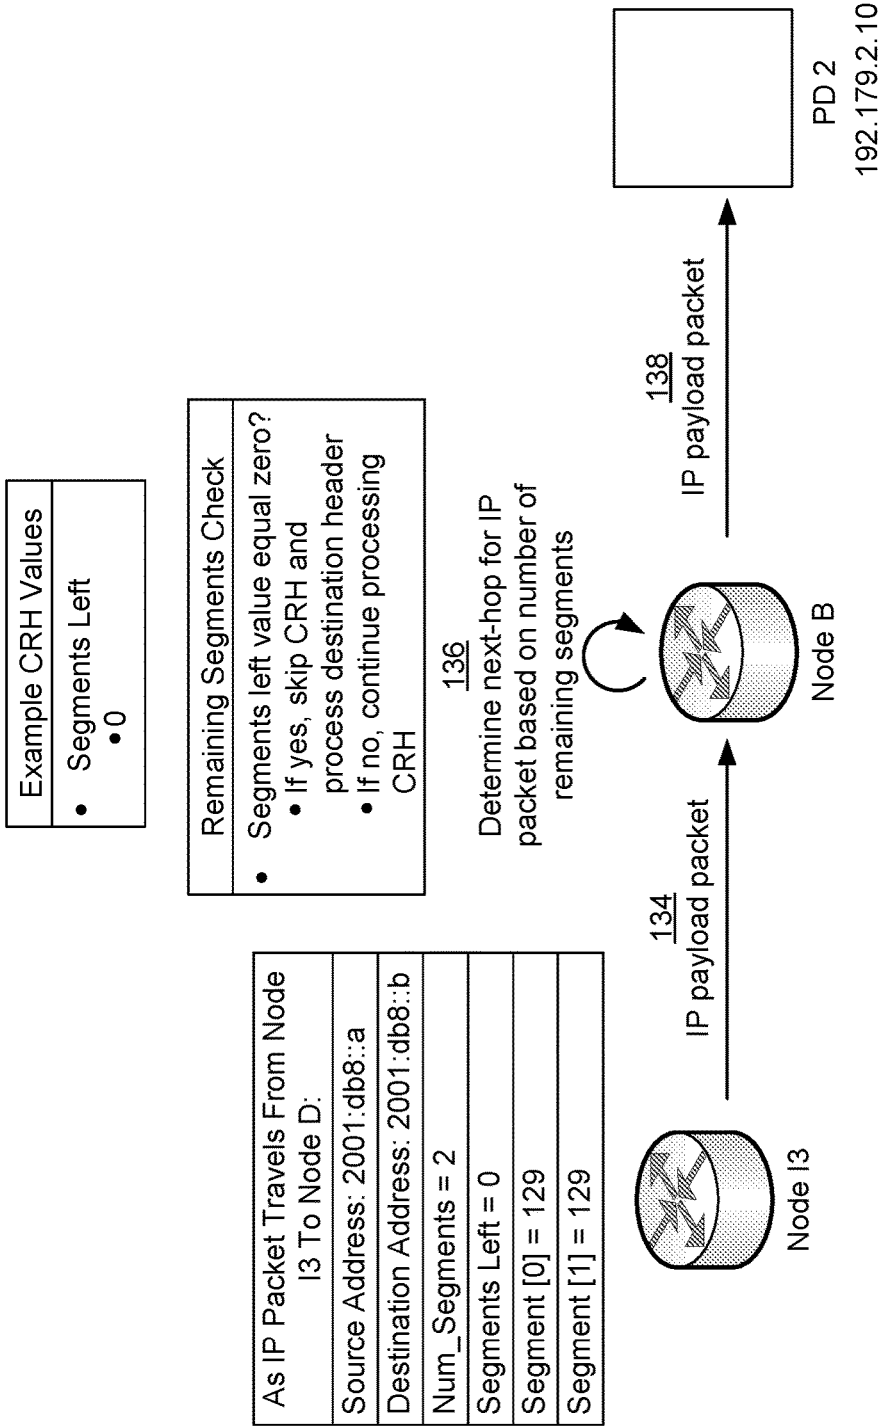 Example CRH Values
• Segments Left
• 0
Remaining Segments Check
• Segments left value equal zero?
• If yes, skip CRH and
process destination header
• If no, continue processing
CRH
As IP Packet Travels From Node
I3 To Node D:
Source Address: 2001:db8::a
Destination Address: 2001:db8::b
Num_Segments = 2
Segments Left = 0
Segment [0] = 129
Segment [1] = 129
136
Determine next-hop for IP
packet based on number of
remaining segments
134
IP payload packet
138
IP payload packet
Node I3
Node B
PD 2
192.179.2.10